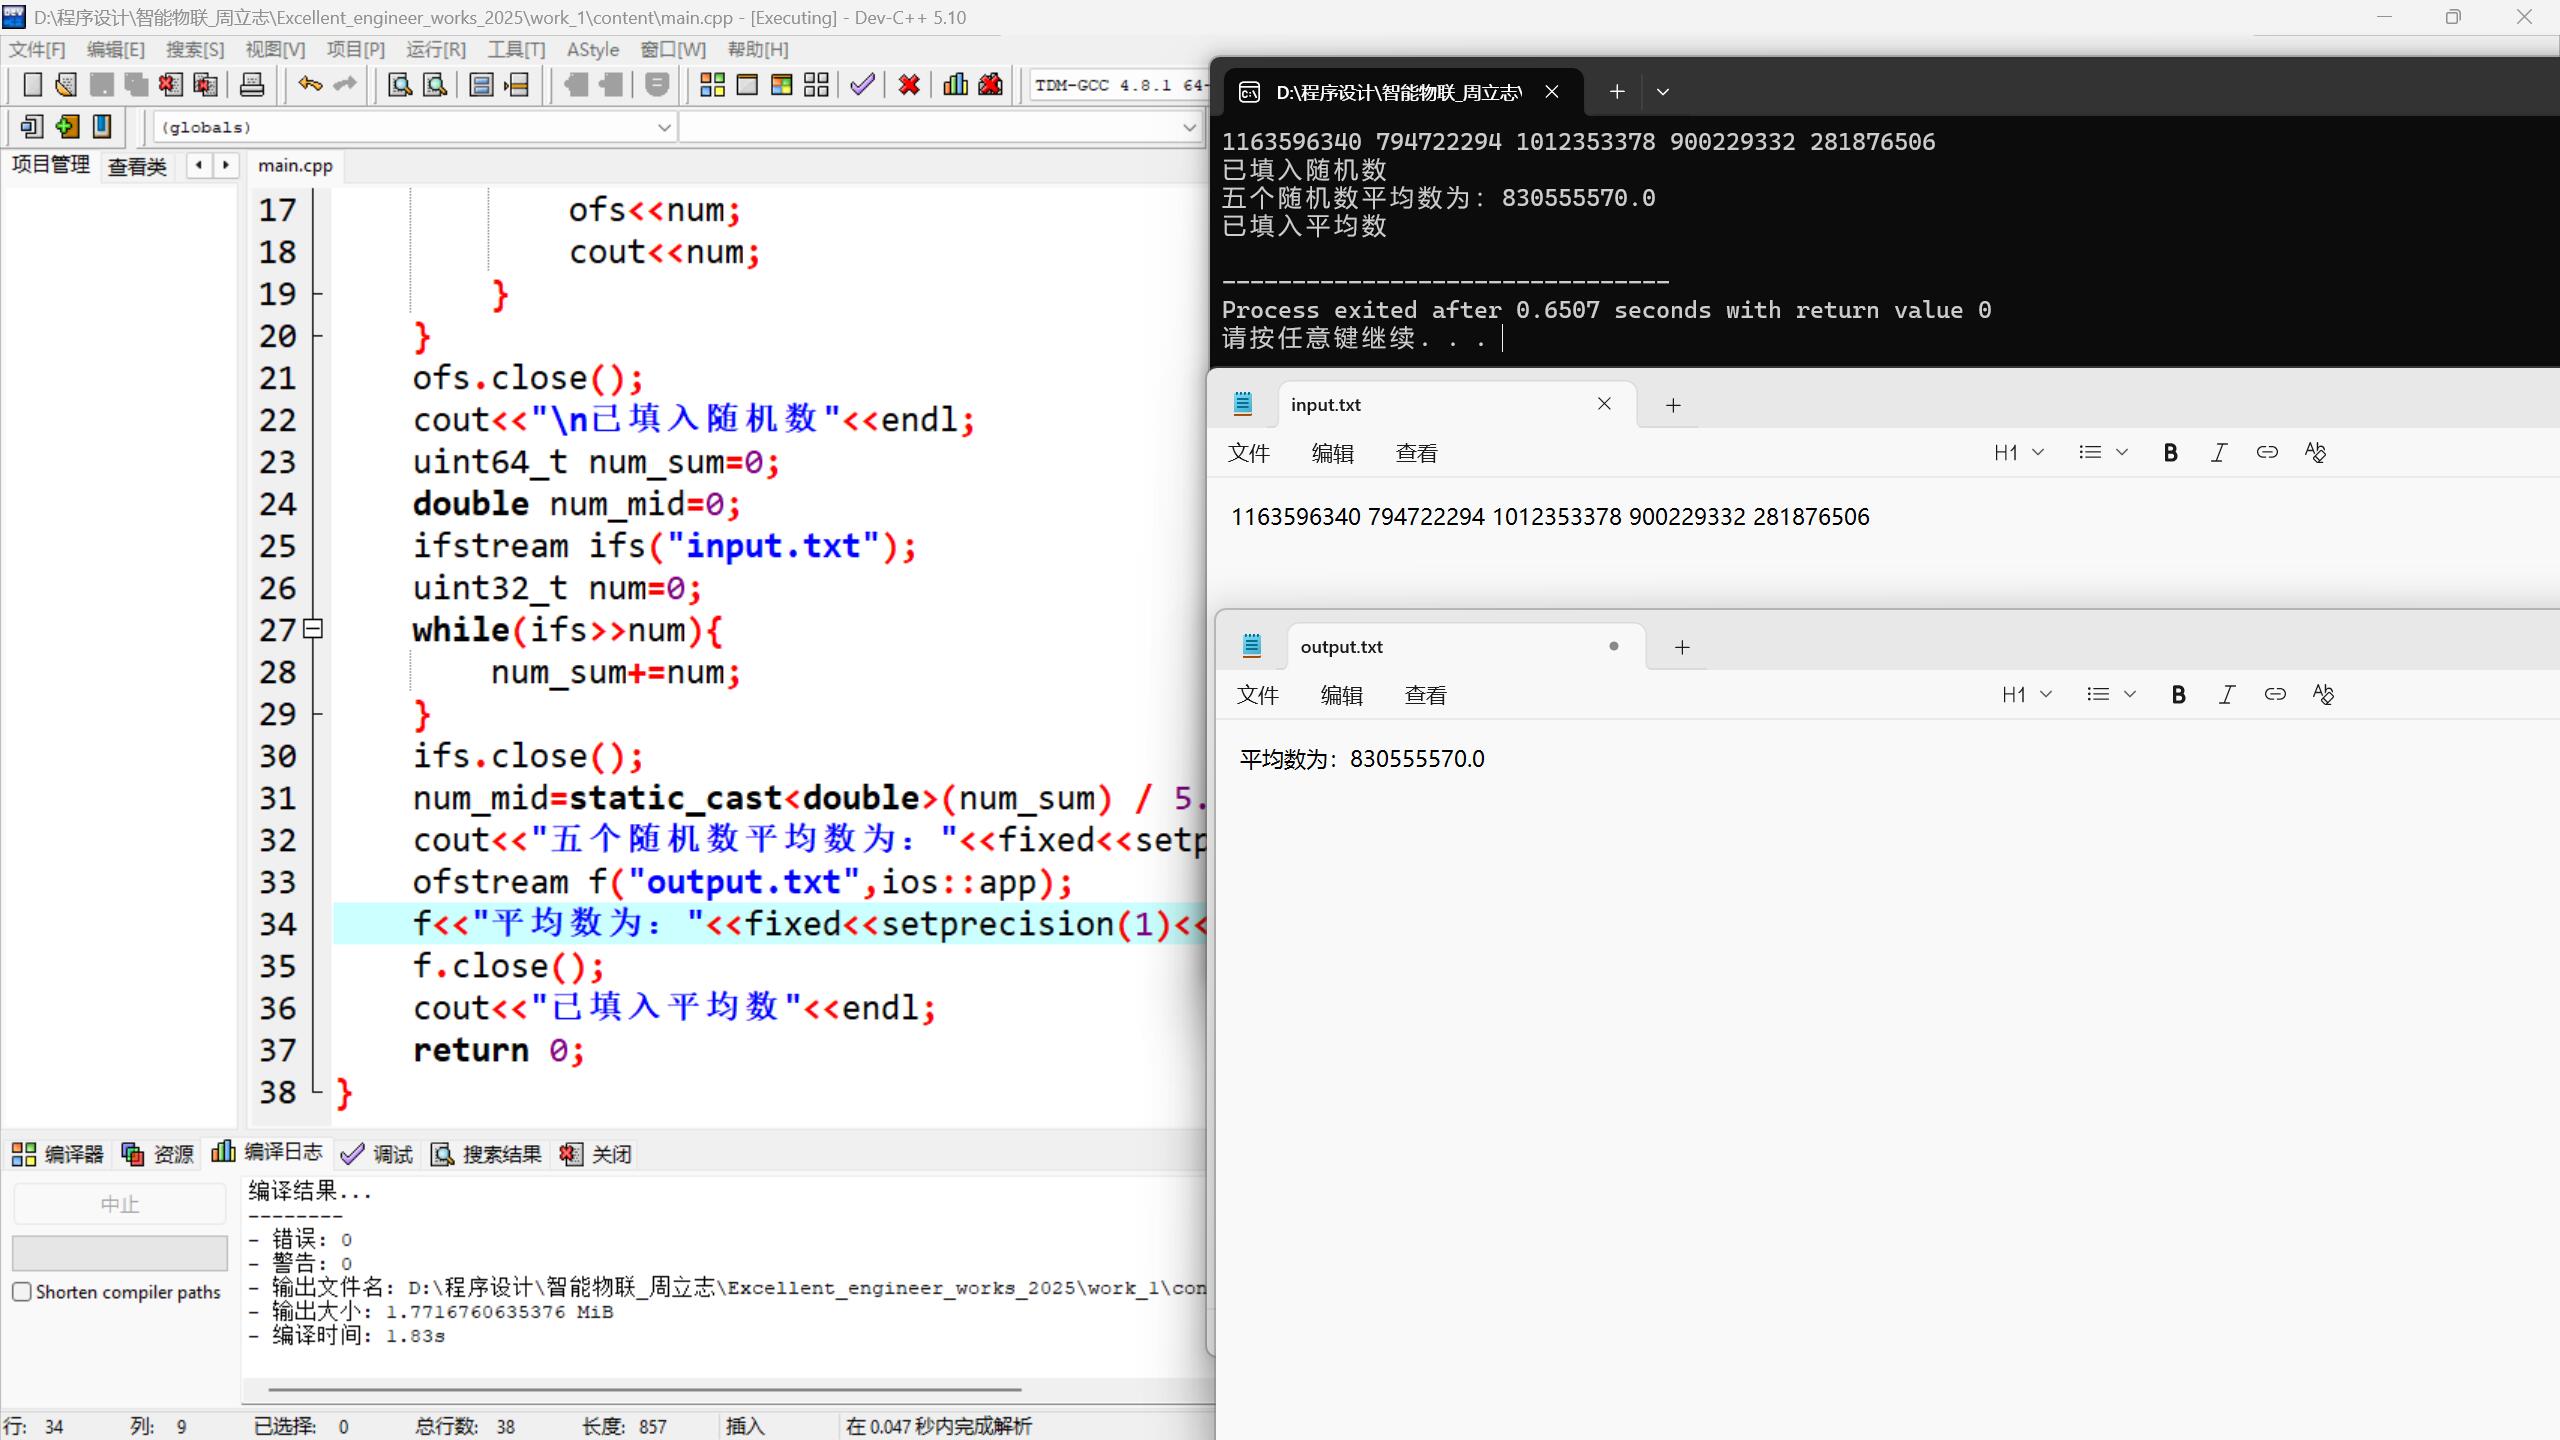 D:\程序设计\智能物联_周立志\Excellent_engineer_works_2025\work_1\content\main.cpp - [Executing] - Dev-C++ 5.10
文件[F] 编辑[E] 搜索[S] 视图[V] 项目[P] 运行[R] 工具[T] AStyle 窗口[W] 帮助[H]
TDM-GCC 4.8.1 64-
(globals)
项目管理 查看类
main.cpp
17 ofs<<num;
18 cout<<num;
19 }
20 }
21 ofs.close();
22 cout<<"\n已填入随机数"<<endl;
23 uint64_t num_sum=0;
24 double num_mid=0;
25 ifstream ifs("input.txt");
26 uint32_t num=0;
27 while(ifs>>num){
28 num_sum+=num;
29 }
30 ifs.close();
31 num_mid=static_cast<double>(num_sum) / 5.
32 cout<<"五个随机数平均数为："<<fixed<<setp
33 ofstream f("output.txt",ios::app);
34 f<<"平均数为："<<fixed<<setprecision(1)<<
35 f.close();
36 cout<<"已填入平均数"<<endl;
37 return 0;
38 }
编译器 资源 编译日志 调试 搜索结果 关闭
中止
Shorten compiler paths
编译结果...
--------
- 错误: 0
- 警告: 0
- 输出文件名: D:\程序设计\智能物联_周立志\Excellent_engineer_works_2025\work_1\con
- 输出大小: 1.7716760635376 MiB
- 编译时间: 1.83s
行: 34 列: 9 已选择: 0 总行数: 38 长度: 857 插入 在 0.047 秒内完成解析
D:\程序设计\智能物联_周立志\
1163596340 794722294 1012353378 900229332 281876506
已填入随机数
五个随机数平均数为：830555570.0
已填入平均数
--------------------------------
Process exited after 0.6507 seconds with return value 0
请按任意键继续. . .
input.txt
文件 编辑 查看 H1 B I
1163596340 794722294 1012353378 900229332 281876506
output.txt
文件 编辑 查看 H1 B I
平均数为：830555570.0